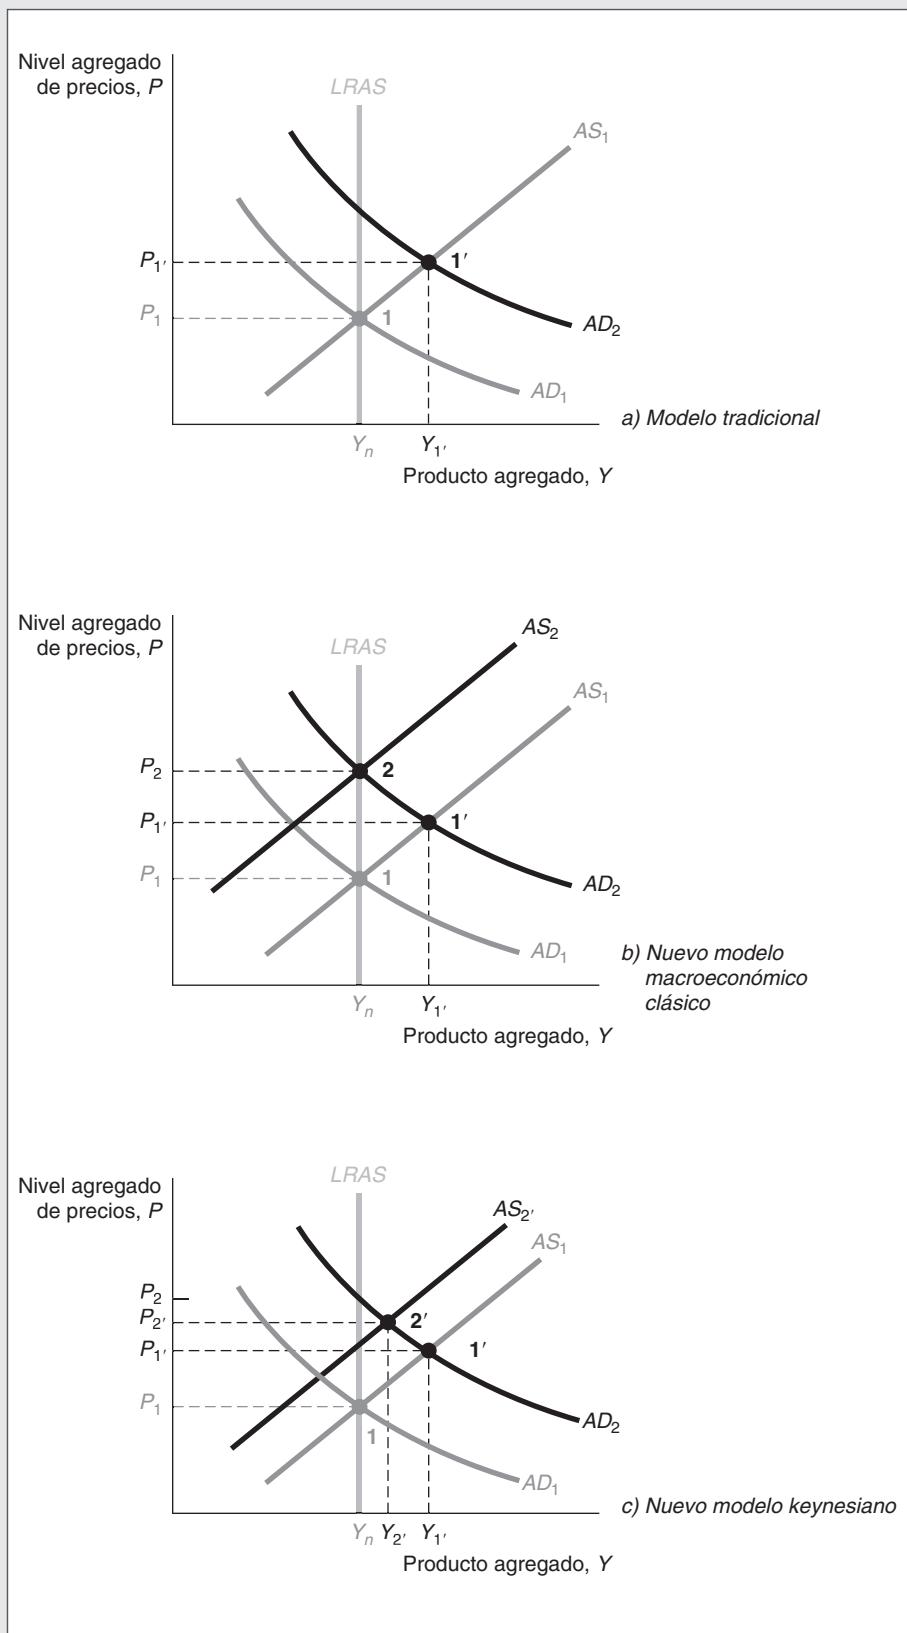 Nivel agregado
de precios, P
LRAS
AS1
P1′
1′
P1
1
AD2
AD1
a) Modelo tradicional
Yn
Y1′
Producto agregado, Y
Nivel agregado
de precios, P
AS2
LRAS
AS1
P2
2
P1′
1′
P1
1
AD2
AD1
b) Nuevo modelo
macroeconómico
clásico
Yn
Y1′
Producto agregado, Y
Nivel agregado
de precios, P
LRAS
AS2′
AS1
P2
P2′
2′
P1′
1′
P1
1
AD2
AD1
c) Nuevo modelo keynesiano
Yn
Y2′
Y1′
Producto agregado, Y